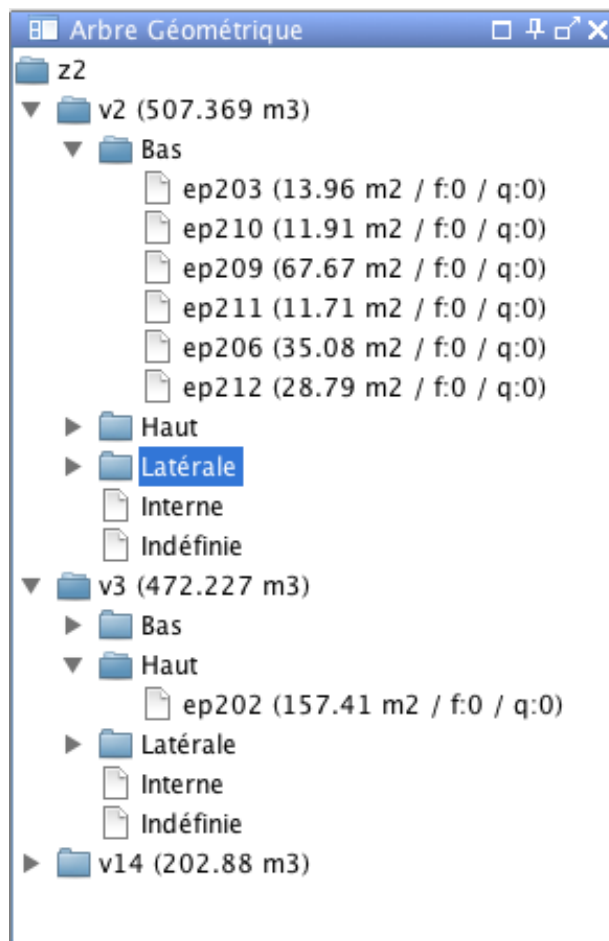 Arbre Géométrique
z2
v2 (507.369 m3)
Bas
ep203 (13.96 m2 / f:0 / q:0)
ep210 (11.91 m2 / f:0 / q:0)
ep209 (67.67 m2 / f:0 / q:0)
ep211 (11.71 m2 / f:0 / q:0)
ep206 (35.08 m2 / f:0 / q:0)
ep212 (28.79 m2 / f:0 / q:0)
Haut
Latérale
Interne
Indéfinie
v3 (472.227 m3)
Bas
Haut
ep202 (157.41 m2 / f:0 / q:0)
Latérale
Interne
Indéfinie
v14 (202.88 m3)